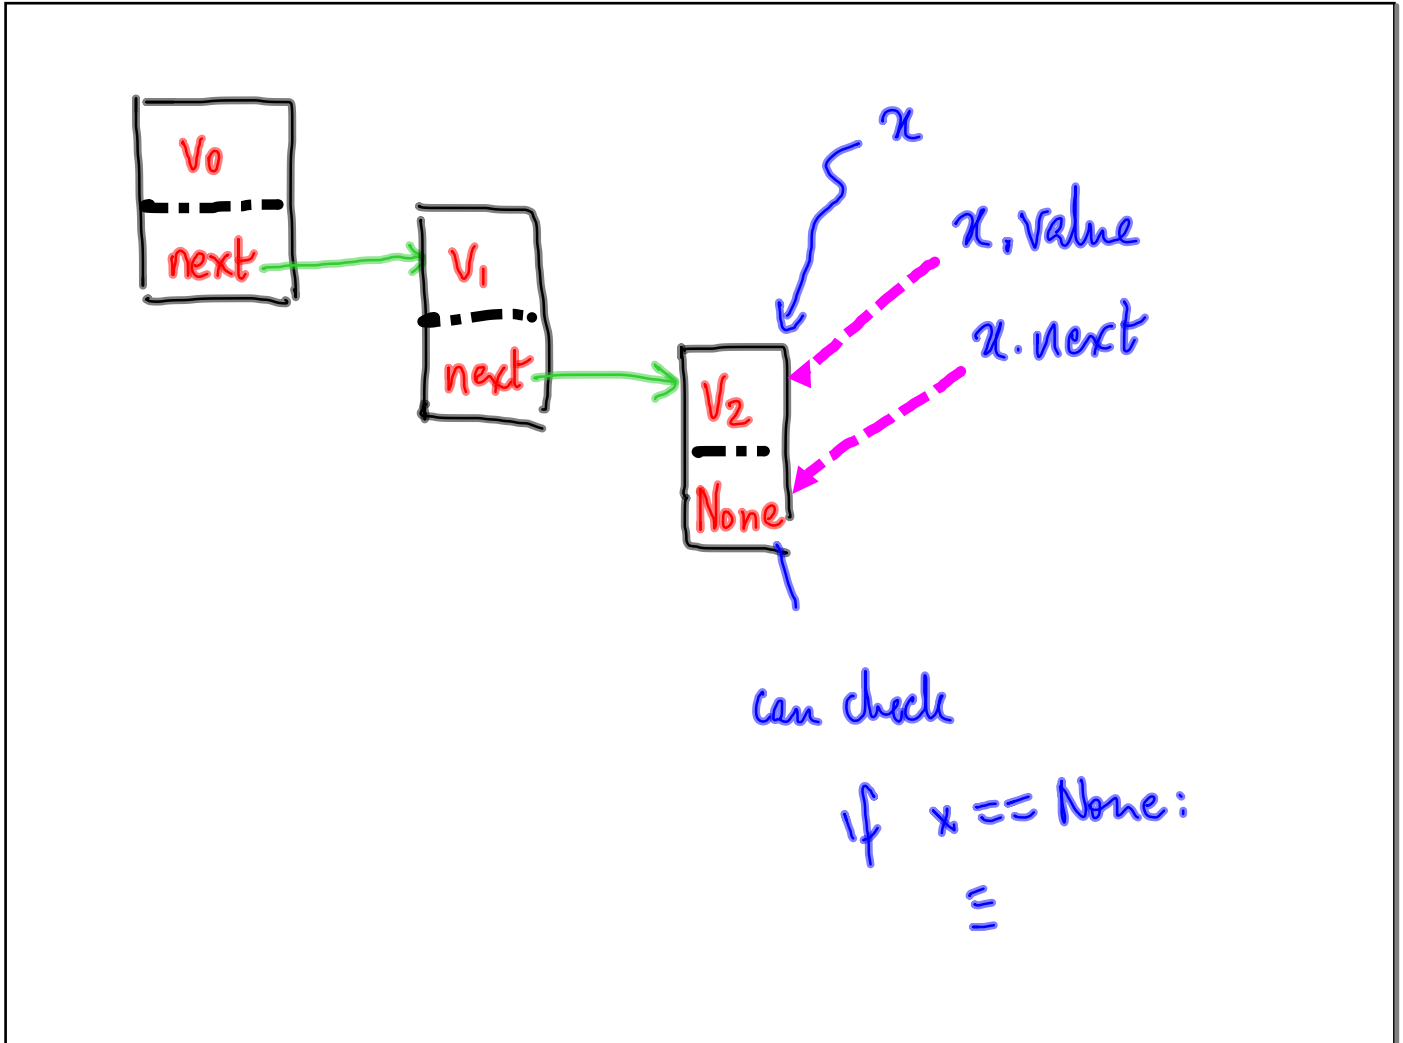 v0
next
v1
next
v2
None
x
x.value
x.next
can check
if x == None: